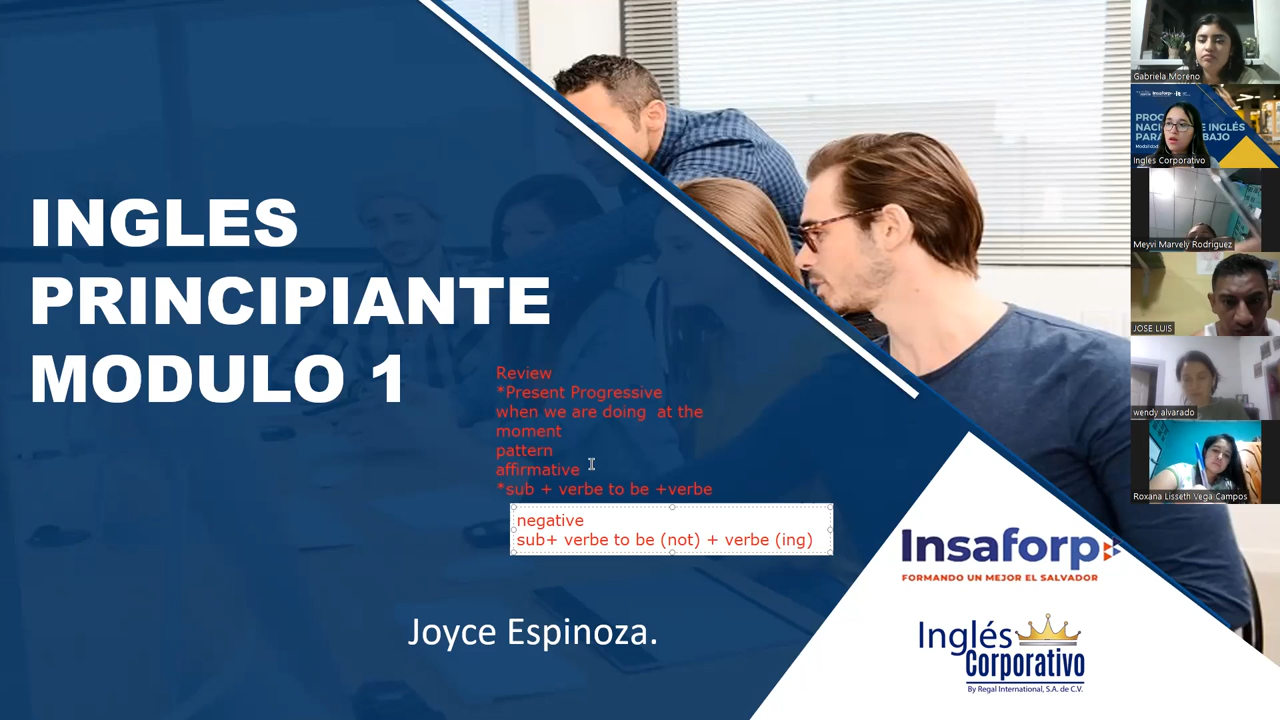 INGLES
PRINCIPIANTE
MODULO 1
Review
*Present Progressive
when we are doing at the
moment
pattern
affirmative
*sub + verbe to be +verbe
negative
sub+ verbe to be (not) + verbe (ing)
Joyce Espinoza.
Insaforp
FORMANDO UN MEJOR EL SALVADOR
Inglés
Corporativo
By Regal International, S.A. de C.V.
Gabriela Moreno
Insaforp
Ingles Corporativo
Meyvi Marvely Rodriguez
JOSE LUIS
wendy alvarado
Roxana Lisseth Vega Campos